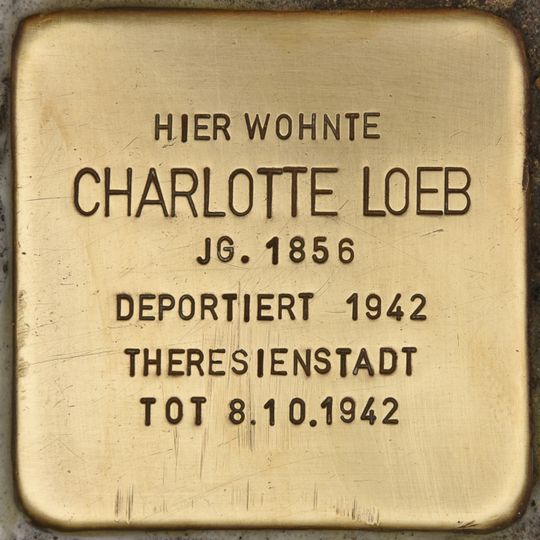 HIER WOHNTE
CHARLOTTE LOEB
JG. 1856
DEPORTIERT 1942
THERESIENSTADT
TOT 8.10.1942